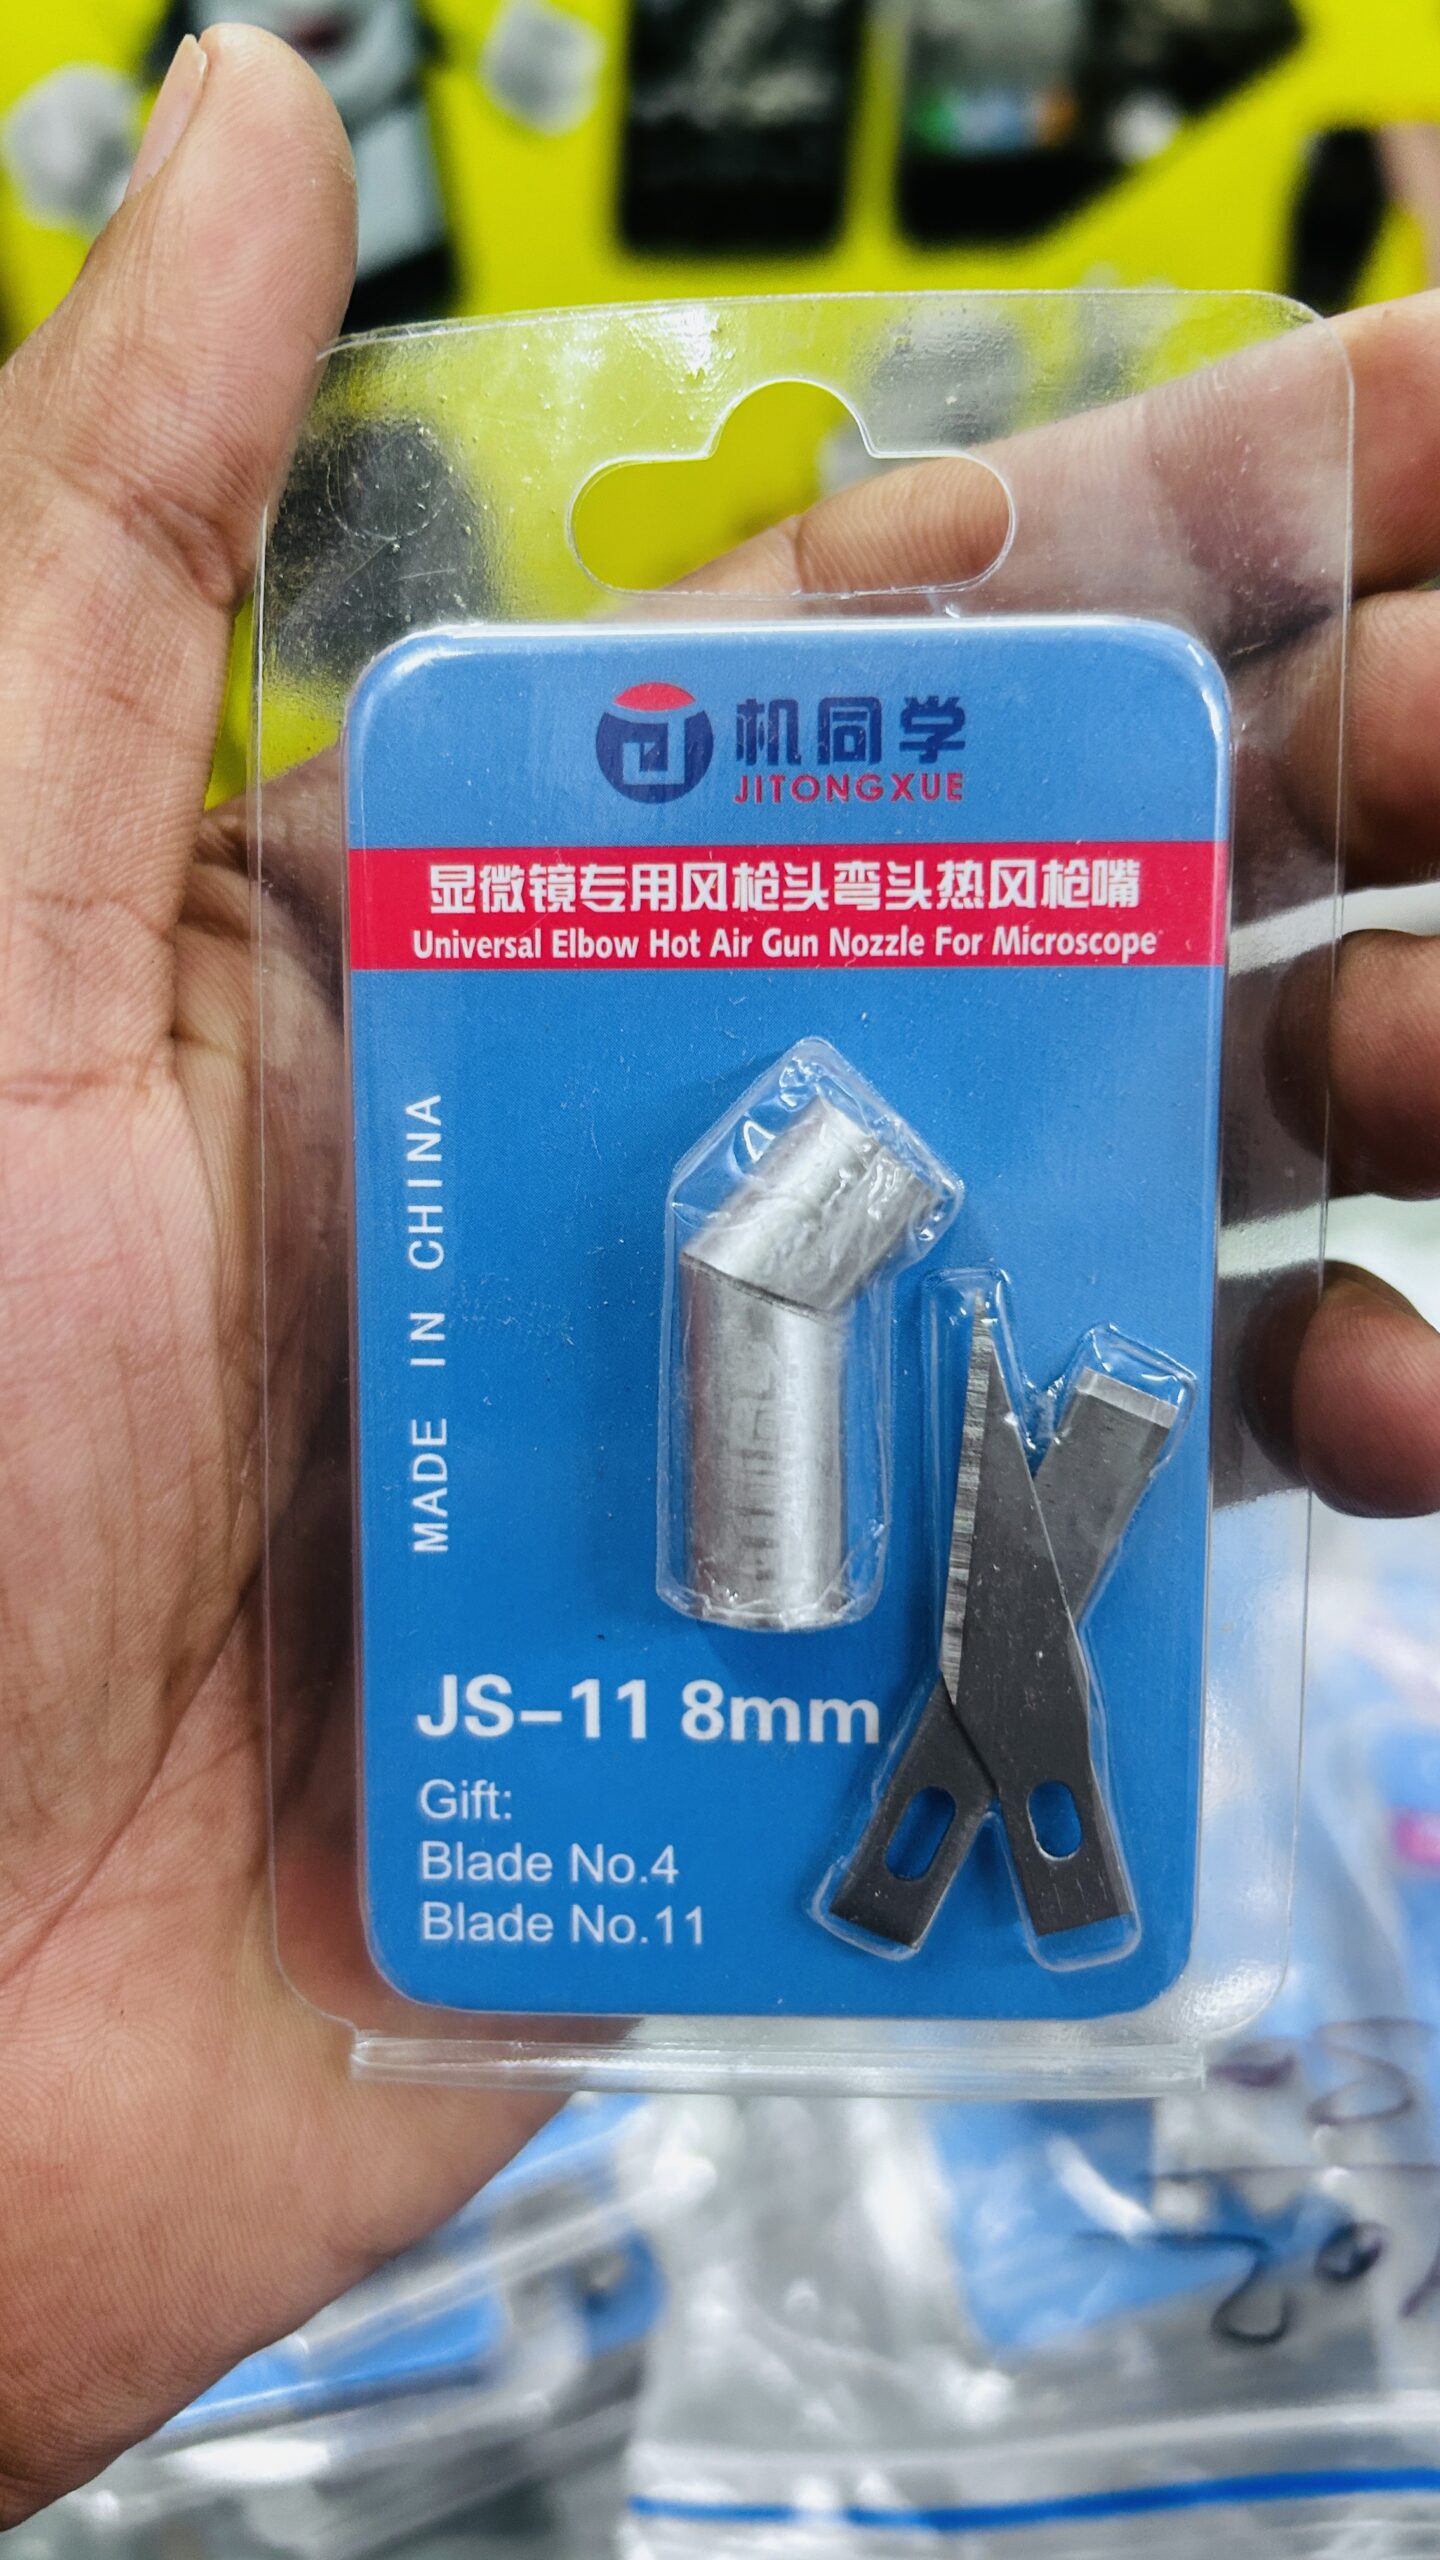 机同学
JITONGXUE
显微镜专用风枪头弯头热风枪嘴
Universal Elbow Hot Air Gun Nozzle For Microscope
MADE IN CHINA
JS-11 8mm
Gift:
Blade No.4
Blade No.11